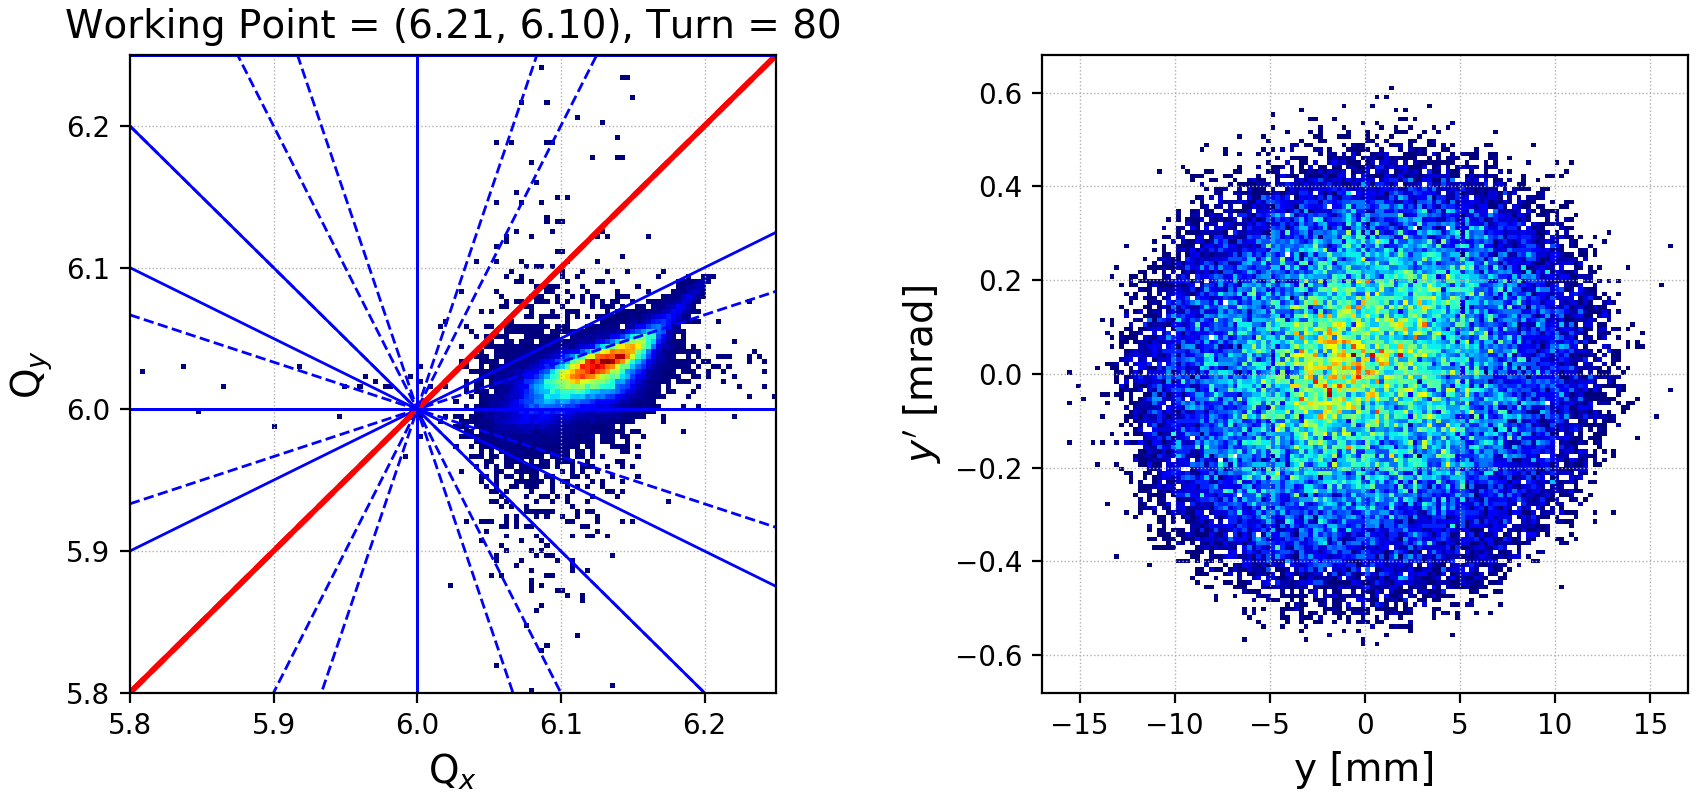 Working Point = (6.21, 6.10), Turn = 80
6.2
6.1
6.0
5.9
5.8
Q_y
5.8 5.9 6.0 6.1 6.2
Q_x
0.6
0.4
0.2
0.0
−0.2
−0.4
−0.6
y′ [mrad]
−15 −10 −5 0 5 10 15
y [mm]